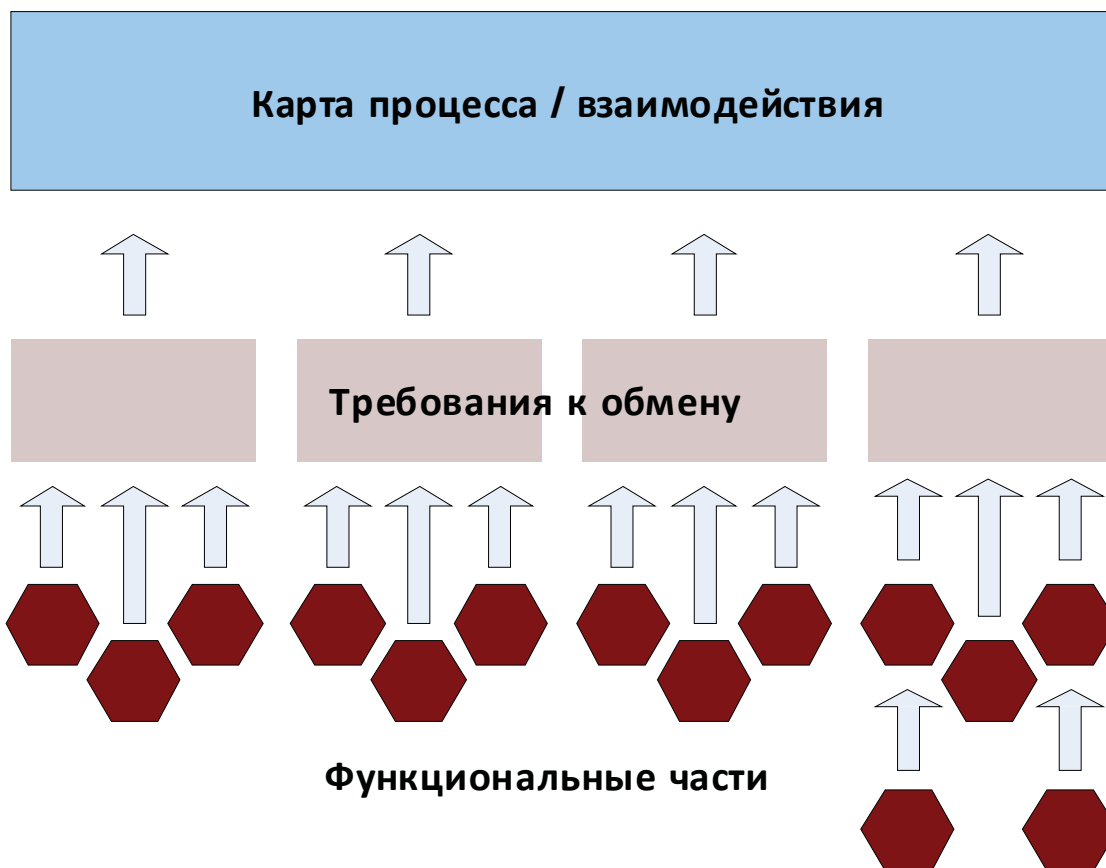 Карта процесса / взаимодействия
Требования к обмену
Функциональные части